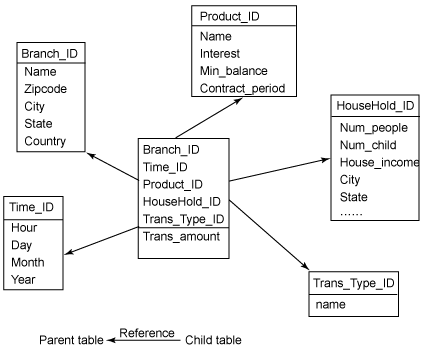 Product_ID
Name
Interest
Min_balance
Contract_period
Branch_ID
Name
Zipcode
City
State
Country
HouseHold_ID
Num_people
Num_child
House_income
City
State
......
Branch_ID
Time_ID
Product_ID
HouseHold_ID
Trans_Type_ID
Trans_amount
Time_ID
Hour
Day
Month
Year
Trans_Type_ID
name
Parent table Reference Child table